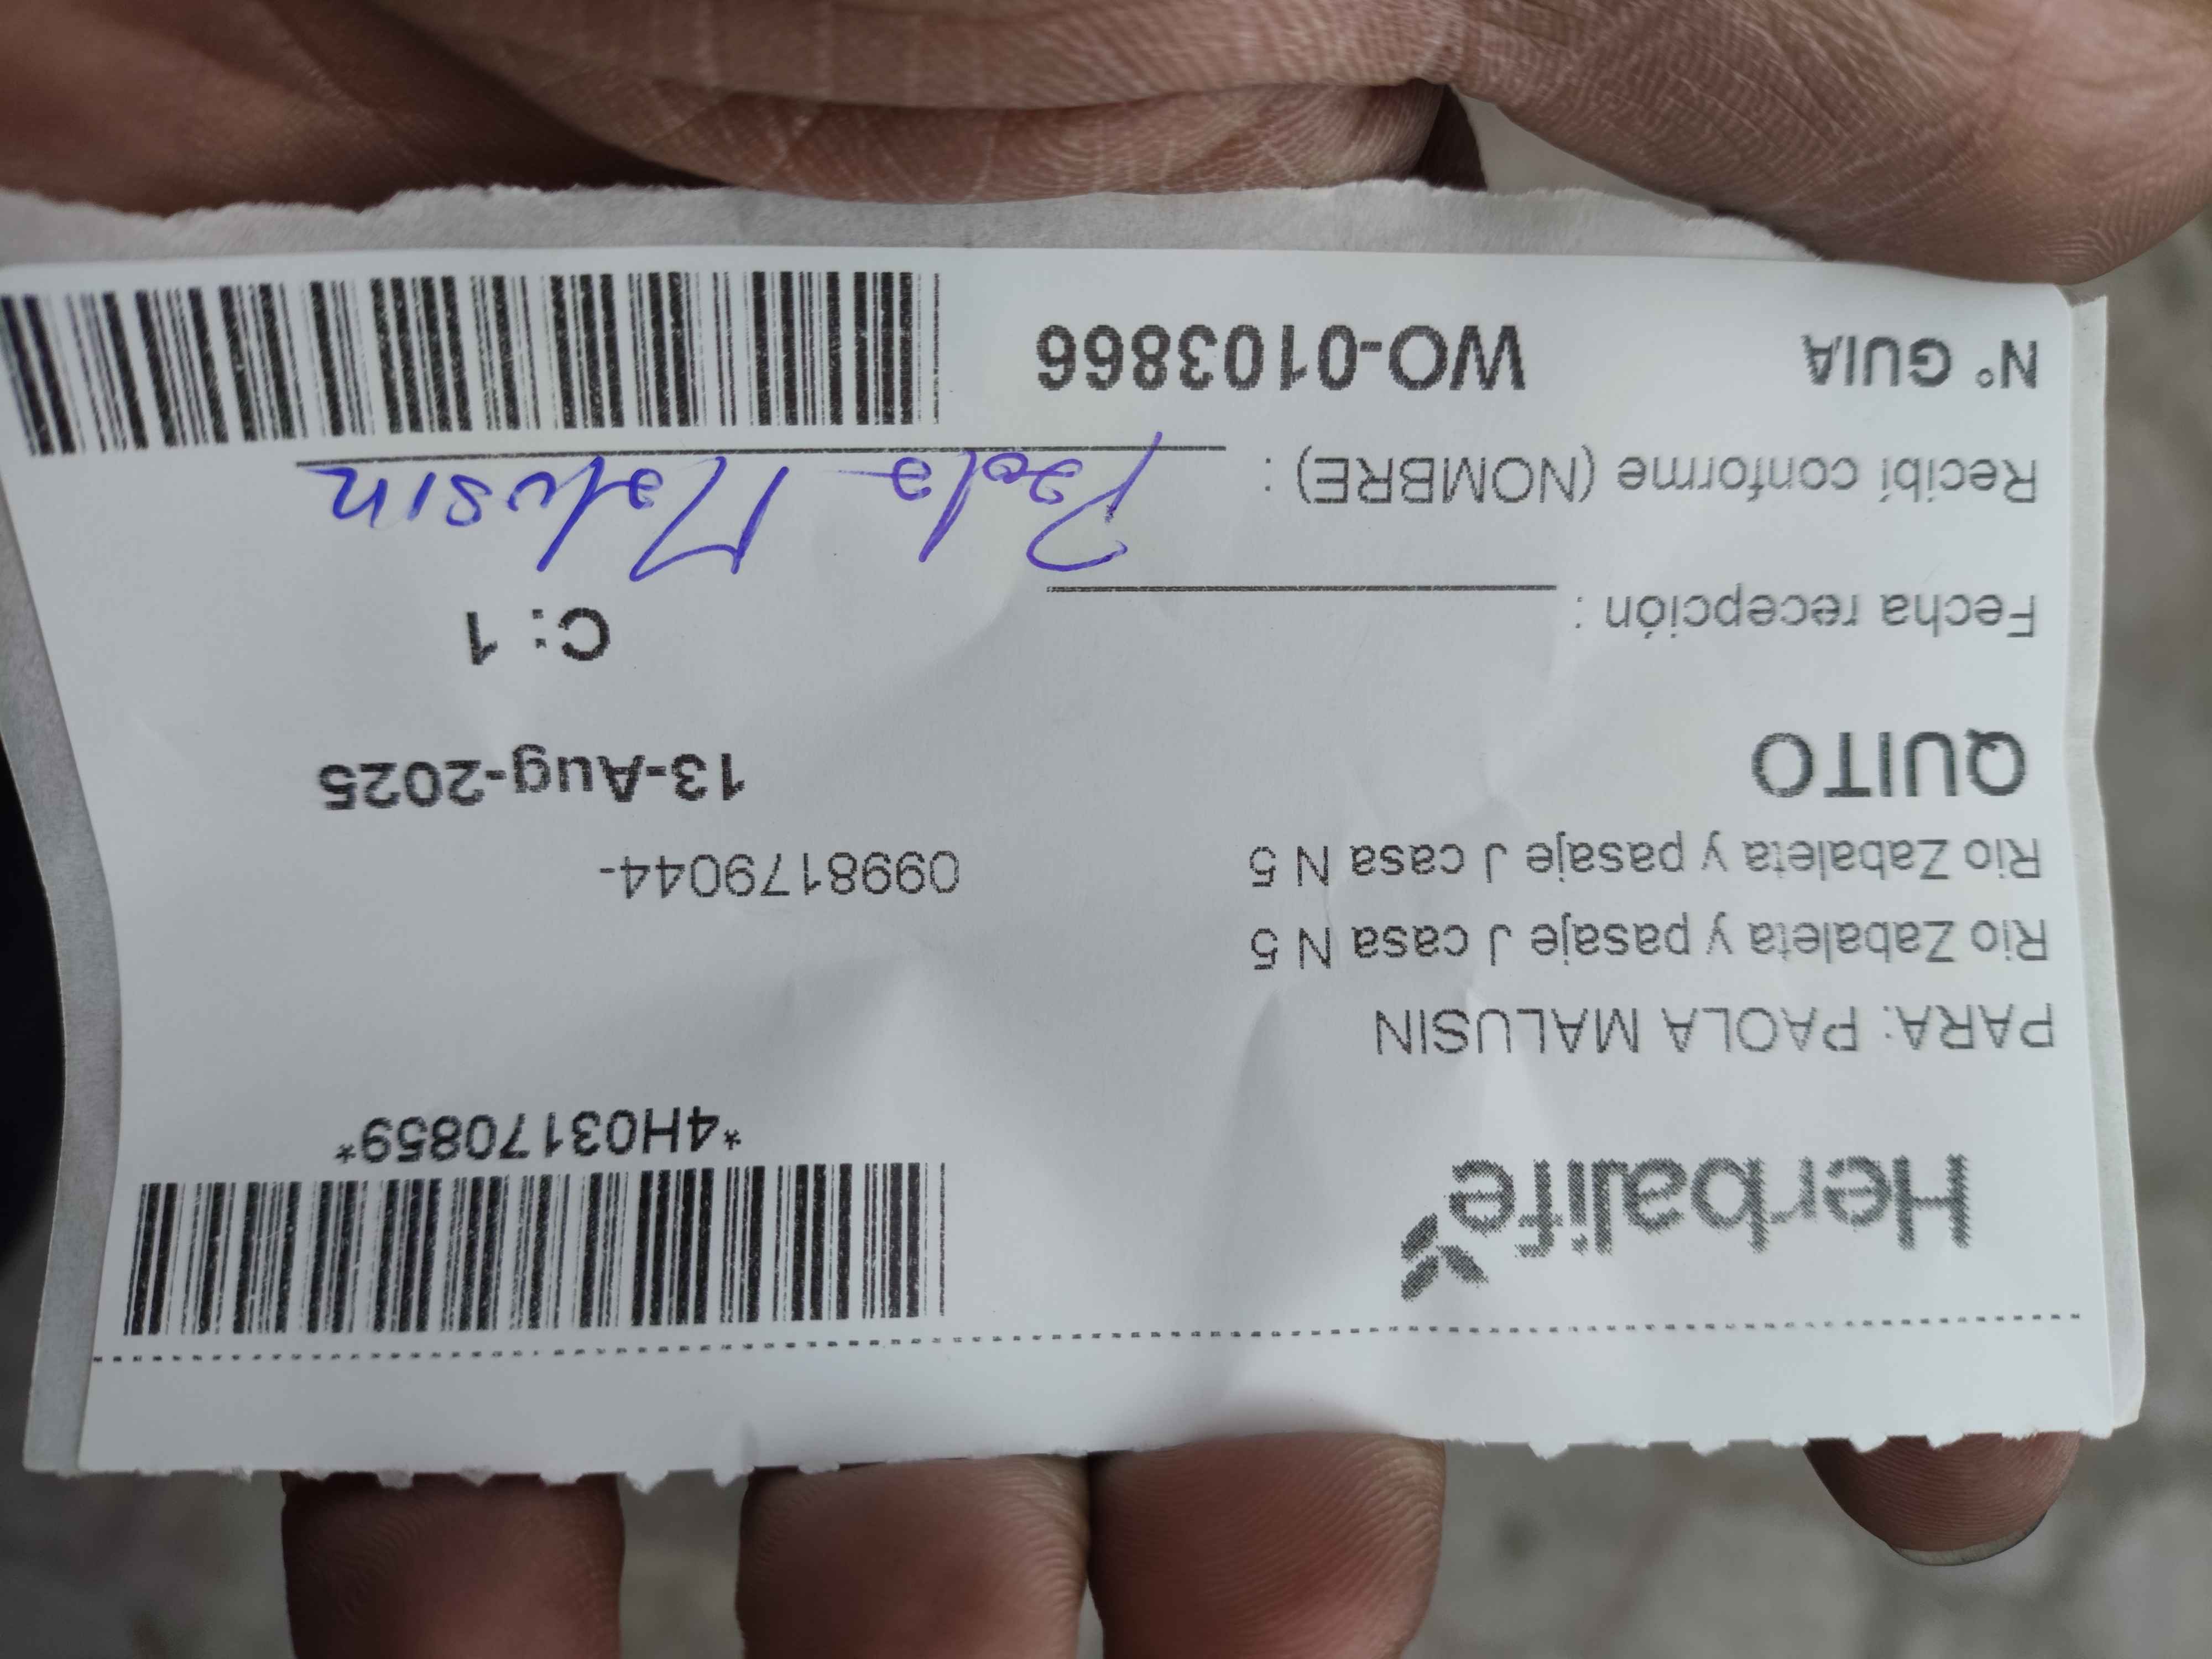 Herbalife
*4H03170859*
PARA: PAOLA MALUSIN
Rio Zabaleta y pasaje J casa N 5
Rio Zabaleta y pasaje J casa N 5
0998179044-
QUITO
13-Aug-2025
Fecha recepción :
C: 1
Recibí conforme (NOMBRE) : Paola Malusin
N° GUIA WO-0103866